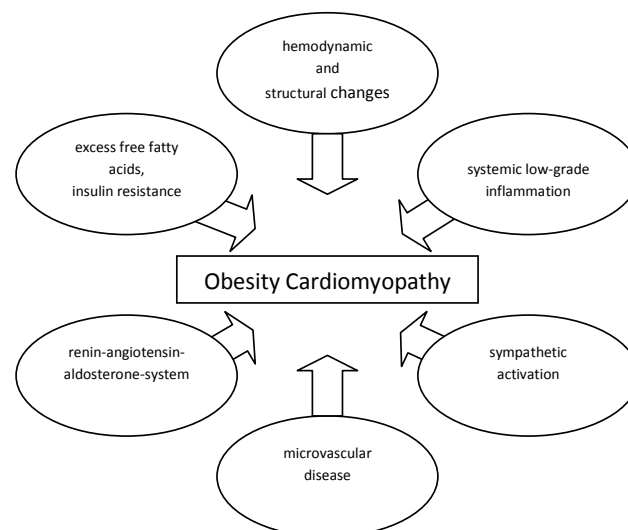 hemodynamic
and
structural changes
excess free fatty
acids,
insulin resistance
systemic low-grade
inflammation
Obesity Cardiomyopathy
renin-angiotensin-
aldosterone-system
sympathetic
activation
microvascular
disease